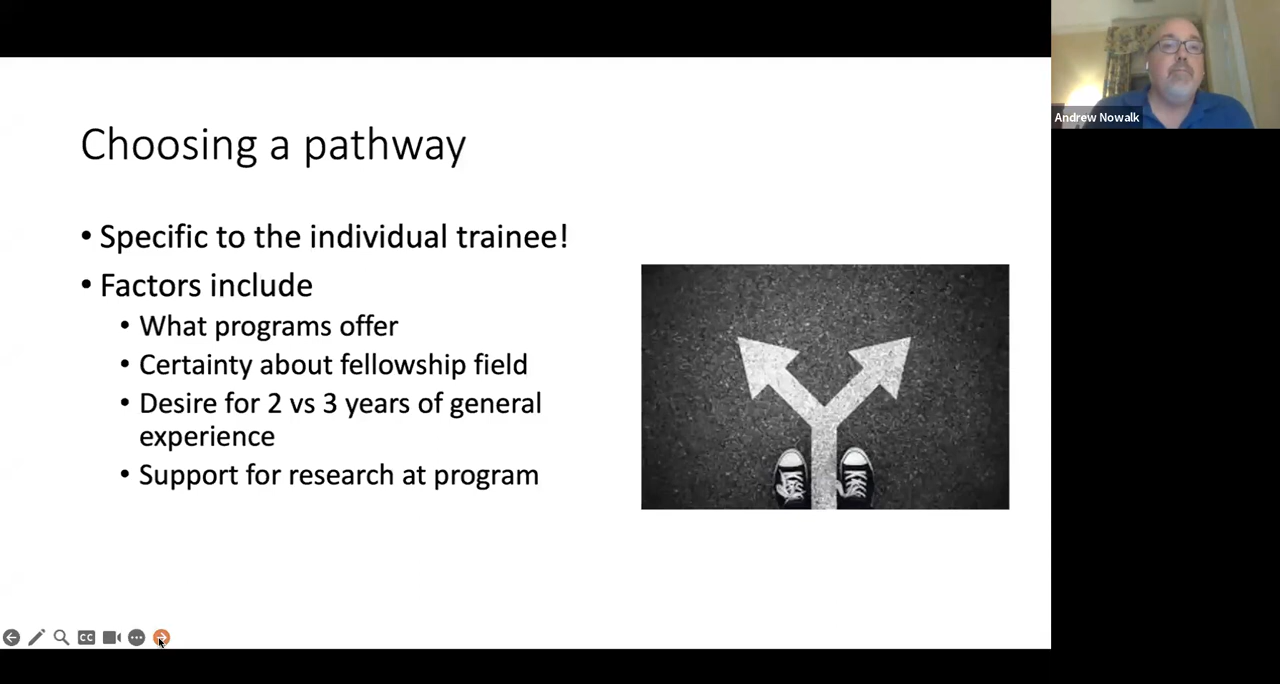 Choosing a pathway
• Specific to the individual trainee!
• Factors include
• What programs offer
• Certainty about fellowship field
• Desire for 2 vs 3 years of general
experience
• Support for research at program
Andrew Nowalk
CC